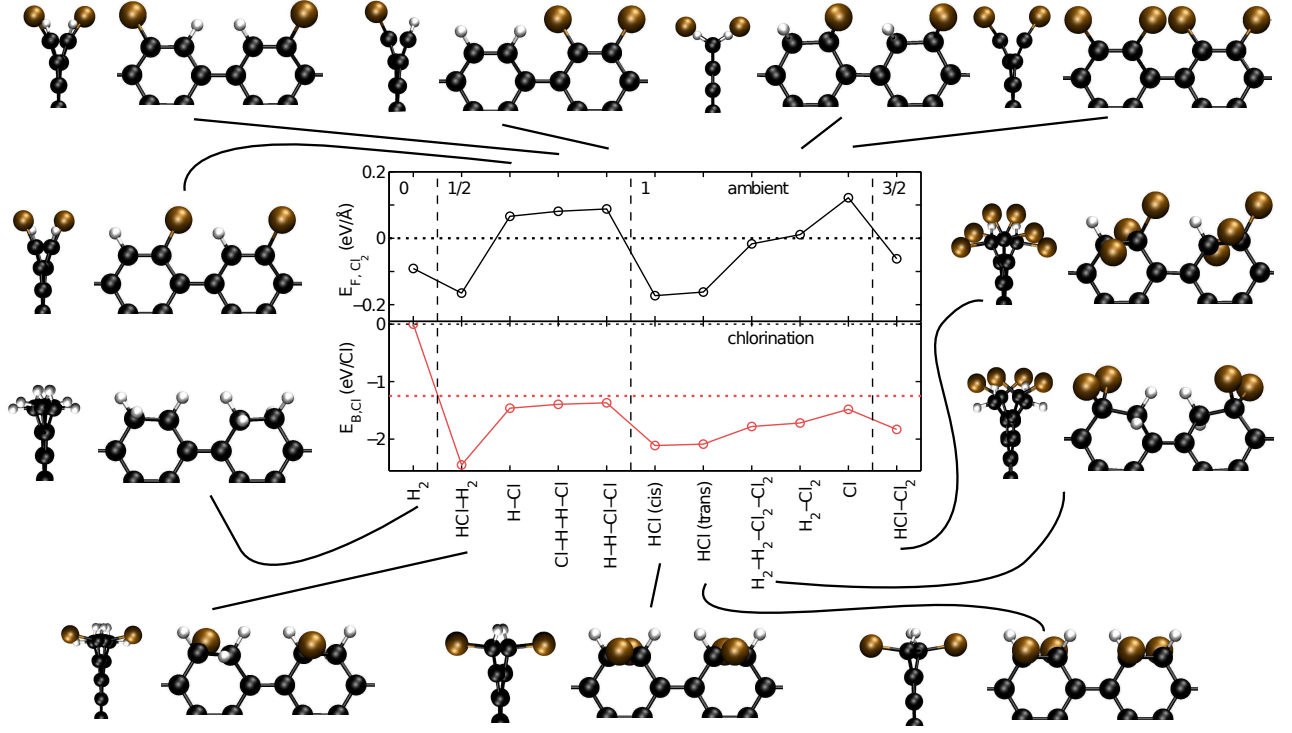 0.2
0
−0.2
E_F, Cl_2 (eV/Å)
0 1/2 1 ambient 3/2
0
−1
−2
E_B,Cl (eV/Cl)
chlorination
H_2
HCl−H_2
H−Cl
Cl−H−H−Cl
H−H−Cl−Cl
HCl (cis)
HCl (trans)
H_2−H_2−Cl_2−Cl_2
H_2−Cl_2
Cl
HCl−Cl_2